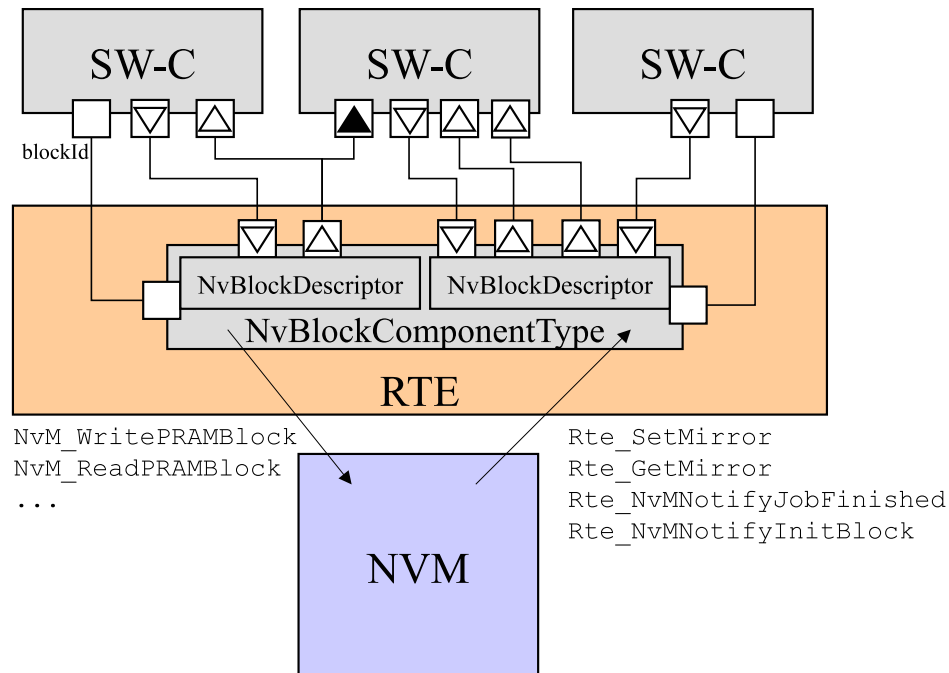 SW-C
SW-C
SW-C
blockId
NvBlockDescriptor
NvBlockDescriptor
NvBlockComponentType
RTE
NvM_WritePRAMBlock
NvM_ReadPRAMBlock
...
Rte_SetMirror
Rte_GetMirror
Rte_NvMNotifyJobFinished
Rte_NvMNotifyInitBlock
NVM